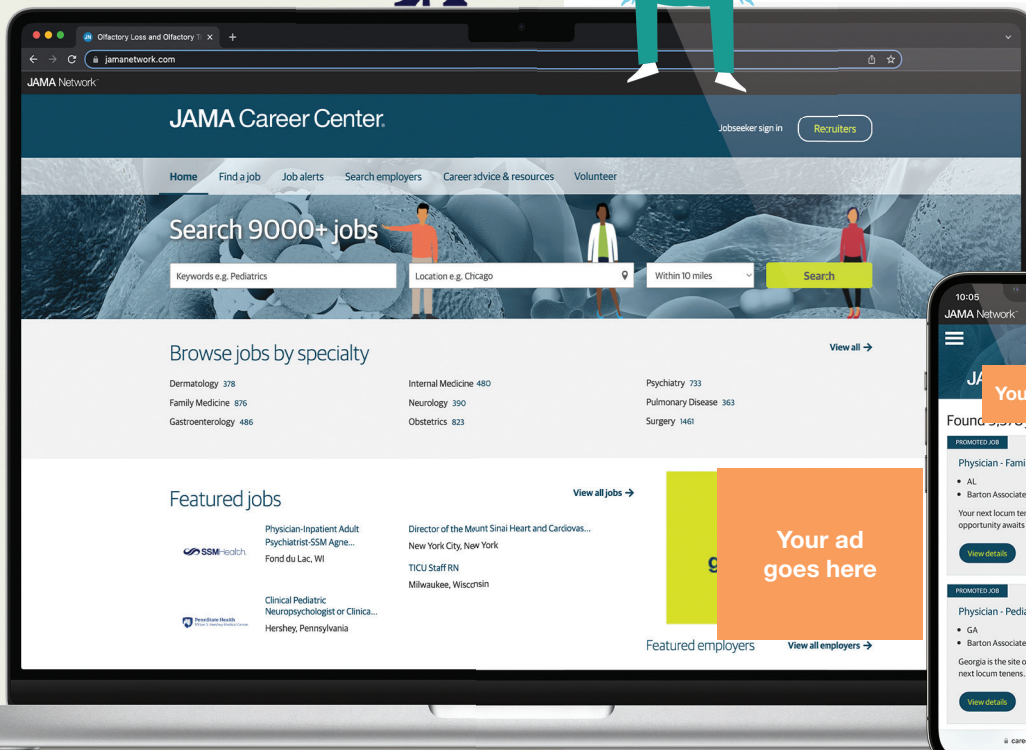 Olfactory Loss and Olfactory
jamanetwork.com
JAMA Network
JAMA Career Center®
Jobseeker sign in
Recruiters
Home Find a job Job alerts Search employers Career advice & resources Volunteer
Search 9000+ jobs
Keywords e.g. Pediatrics
Location e.g. Chicago
Within 10 miles
Search
Browse jobs by specialty
View all →
Dermatology 378
Internal Medicine 480
Psychiatry 733
Family Medicine 876
Neurology 390
Pulmonary Disease 363
Gastroenterology 486
Obstetrics 823
Surgery 1461
Featured jobs
View all jobs →
SSMHealth.
Physician-Inpatient Adult
Psychiatrist-SSM Agne...
Fond du Lac, WI
PennState Health
Clinical Pediatric
Neuropsychologist or Clinica...
Hershey, Pennsylvania
Director of the Mount Sinai Heart and Cardiovas...
New York City, New York
TICU Staff RN
Milwaukee, Wisconsin
g
Your ad
goes here
Featured employers
View all employers →
10:05
JAMA Network
JA
You
Found
PROMOTED JOB
Physician - Fami
• AL
• Barton Associate
Your next locum ten
opportunity awaits
View details
PROMOTED JOB
Physician - Pedia
• GA
• Barton Associate
Georgia is the site o
next locum tenens.
View details
care